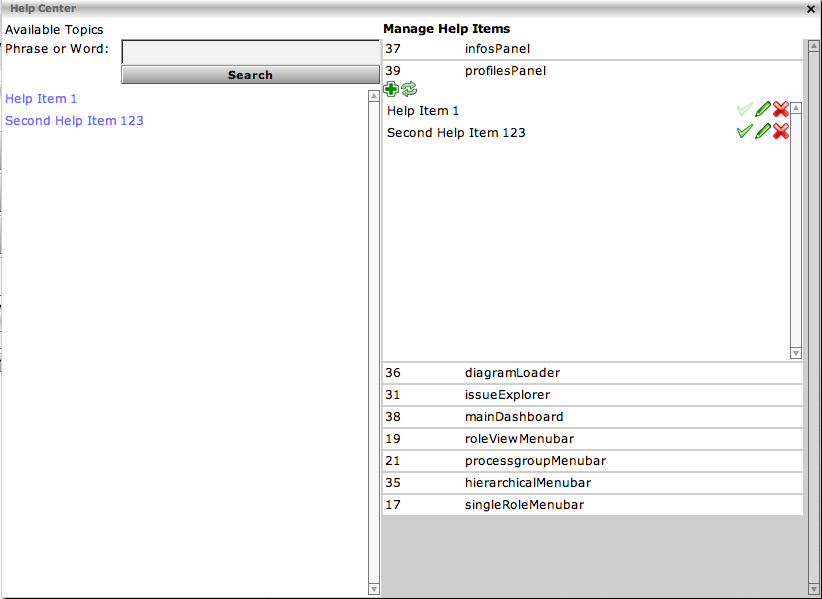 Help Center
Available Topics
Phrase or Word:
Search
Help Item 1
Second Help Item 123
Manage Help Items
37 infosPanel
39 profilesPanel
Help Item 1
Second Help Item 123
36 diagramLoader
31 issueExplorer
38 mainDashboard
19 roleViewMenubar
21 processgroupMenubar
35 hierarchicalMenubar
17 singleRoleMenubar